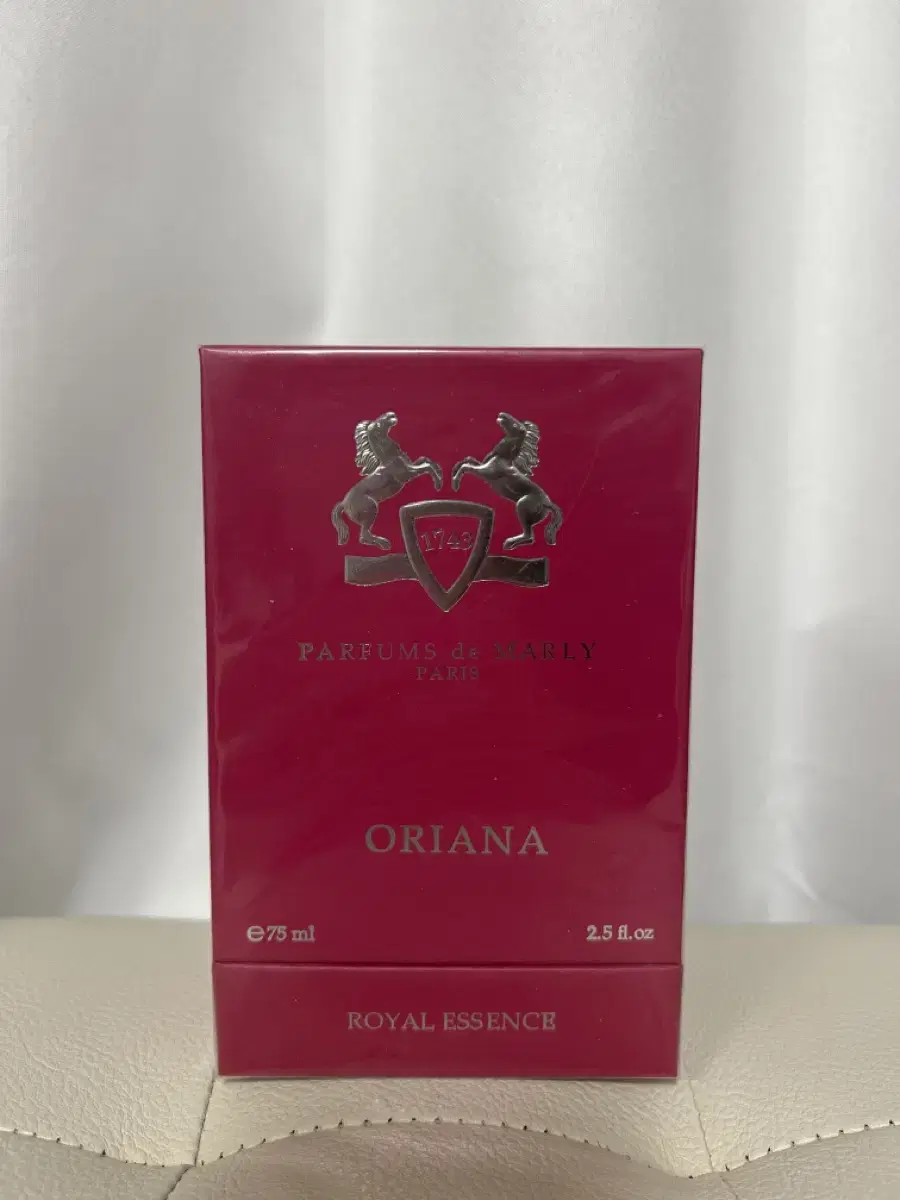 1743
PARFUMS de MARLY
PARIS
ORIANA
℮75 ml 2.5 fl.oz
ROYAL ESSENCE